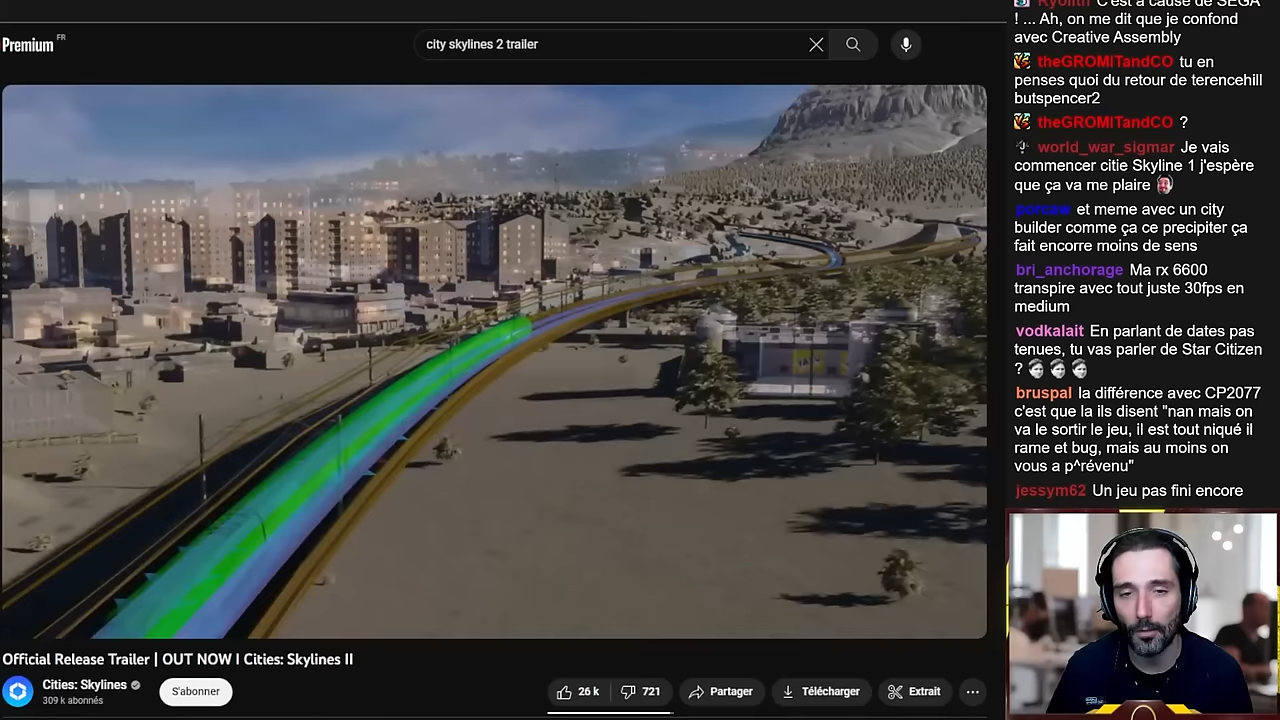 Premium FR
city skylines 2 trailer
Official Release Trailer | OUT NOW I Cities: Skylines II
Cities: Skylines
309 k abonnés
S'abonner
26 k
721
Partager
Télécharger
Extrait
Ryolith C'est à cause de SEGA
! ... Ah, on me dit que je confond
avec Creative Assembly
theGROMITandCO tu en
penses quoi du retour de terencehill
butspencer2
theGROMITandCO ?
world_war_sigmar Je vais
commencer citie Skyline 1 j'espère
que ça va me plaire
porcaw et meme avec un city
builder comme ça ce precipiter ça
fait encorre moins de sens
bri_anchorage Ma rx 6600
transpire avec tout juste 30fps en
medium
vodkalait En parlant de dates pas
tenues, tu vas parler de Star Citizen
?
bruspal la différence avec CP2077
c'est que la ils disent "nan mais on
va le sortir le jeu, il est tout niqué il
rame et bug, mais au moins on
vous a p^révenu"
jessym62 Un jeu pas fini encore